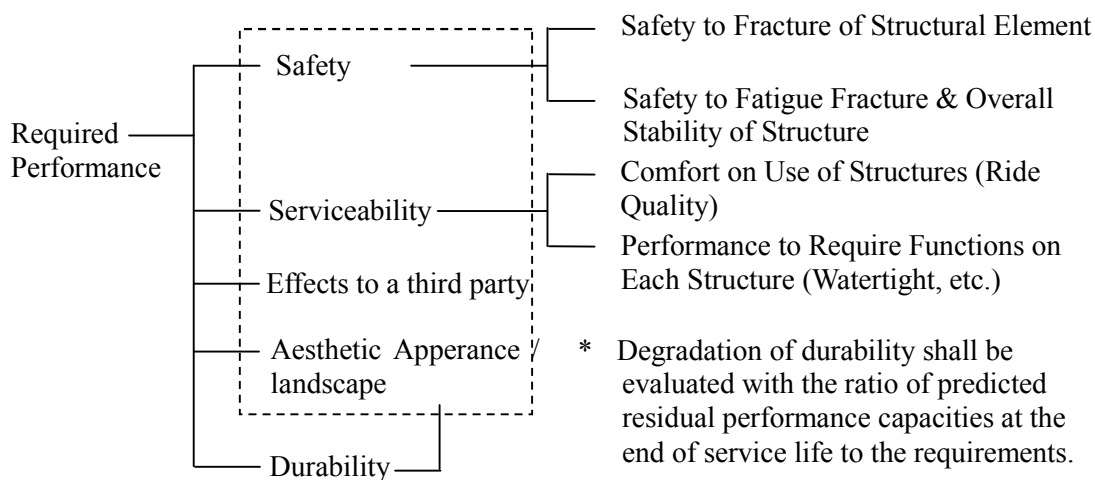 Safety to Fracture of Structural Element
Safety
Safety to Fatigue Fracture & Overall
Stability of Structure
Required
Performance
Comfort on Use of Structures (Ride
Quality)
Serviceability
Performance to Require Functions on
Each Structure (Watertight, etc.)
Effects to a third party
Aesthetic Apperance /
landscape
* Degradation of durability shall be
evaluated with the ratio of predicted
residual performance capacities at the
end of service life to the requirements.
Durability